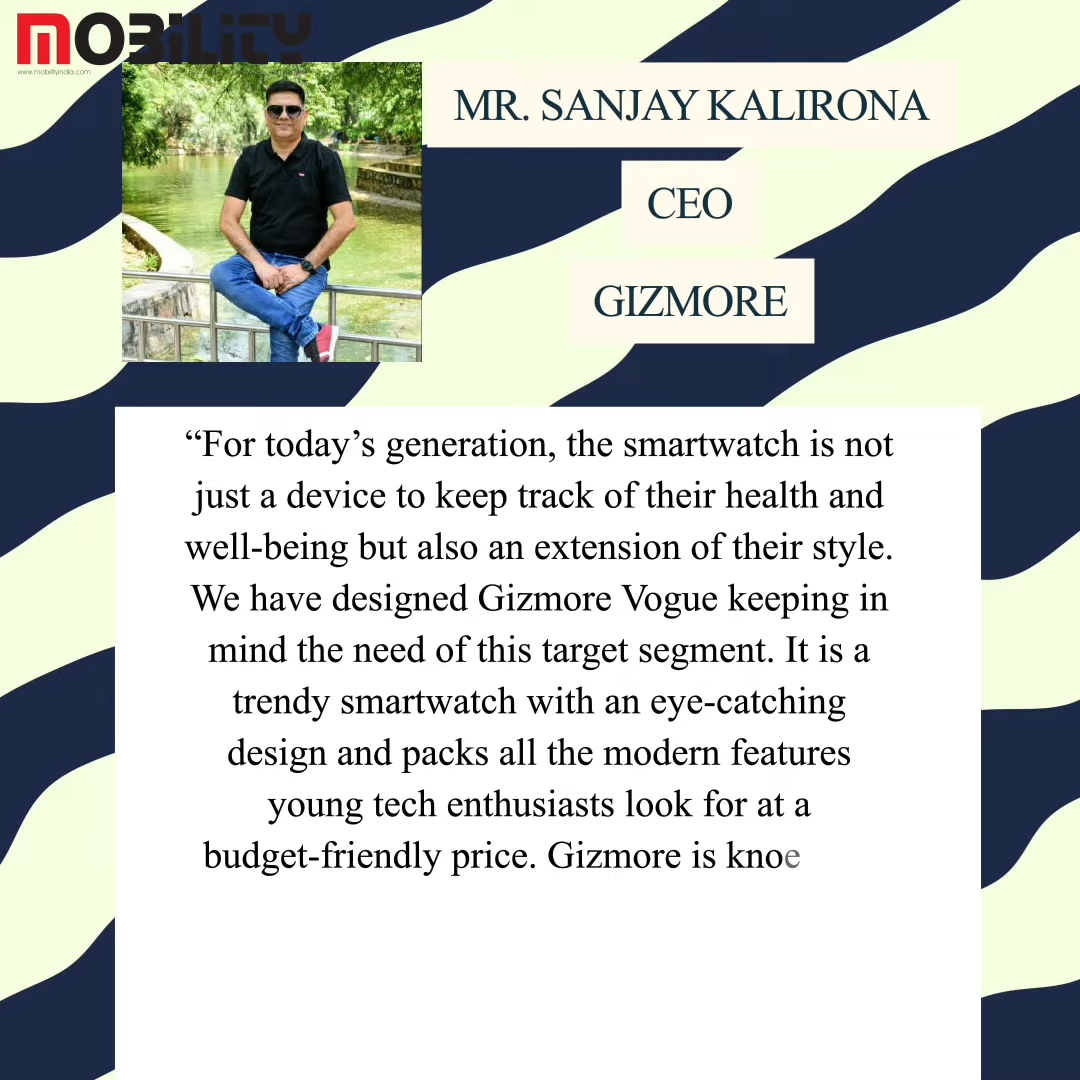 MOBILITY
www.mobilityindia.com
MR. SANJAY KALIRONA
CEO
GIZMORE
“For today’s generation, the smartwatch is not
just a device to keep track of their health and
well-being but also an extension of their style.
We have designed Gizmore Vogue keeping in
mind the need of this target segment. It is a
trendy smartwatch with an eye-catching
design and packs all the modern features
young tech enthusiasts look for at a
budget-friendly price. Gizmore is knoe